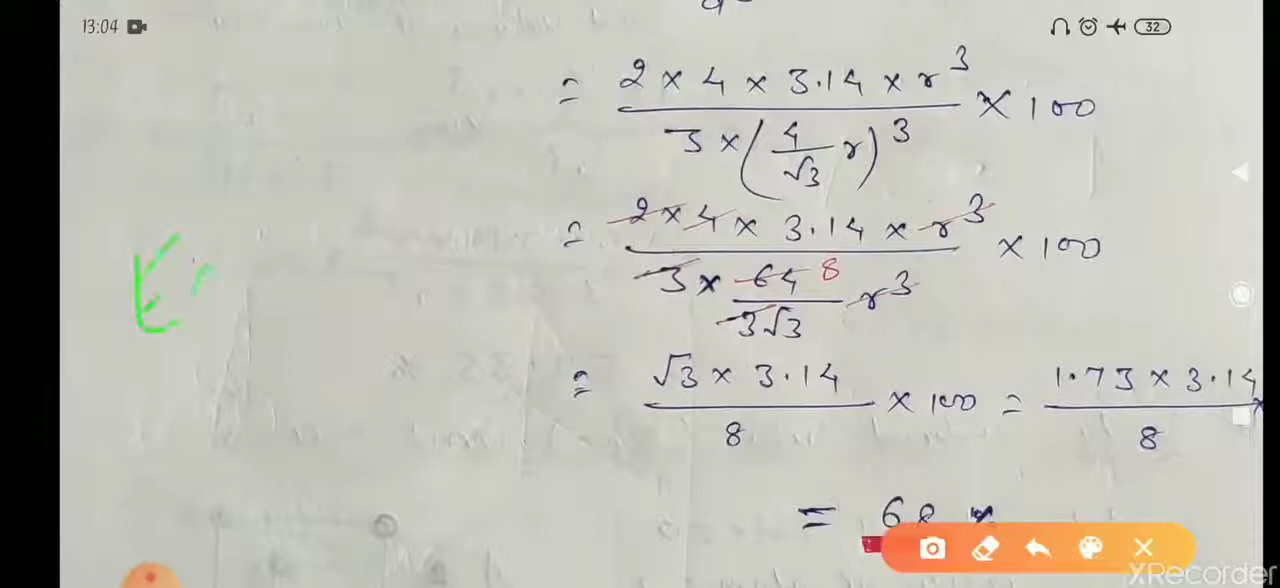 13:04 32
= 2 × 4 × 3.14 × r³ / 3 × (4/√3 r)³ × 100
= 2 × 4 × 3.14 × r³ / 3 × 64 8 / 3√3 r³ × 100
= √3 × 3.14 / 8 × 100 = 1.73 × 3.14 × / 8
= 68 %
XRecorder